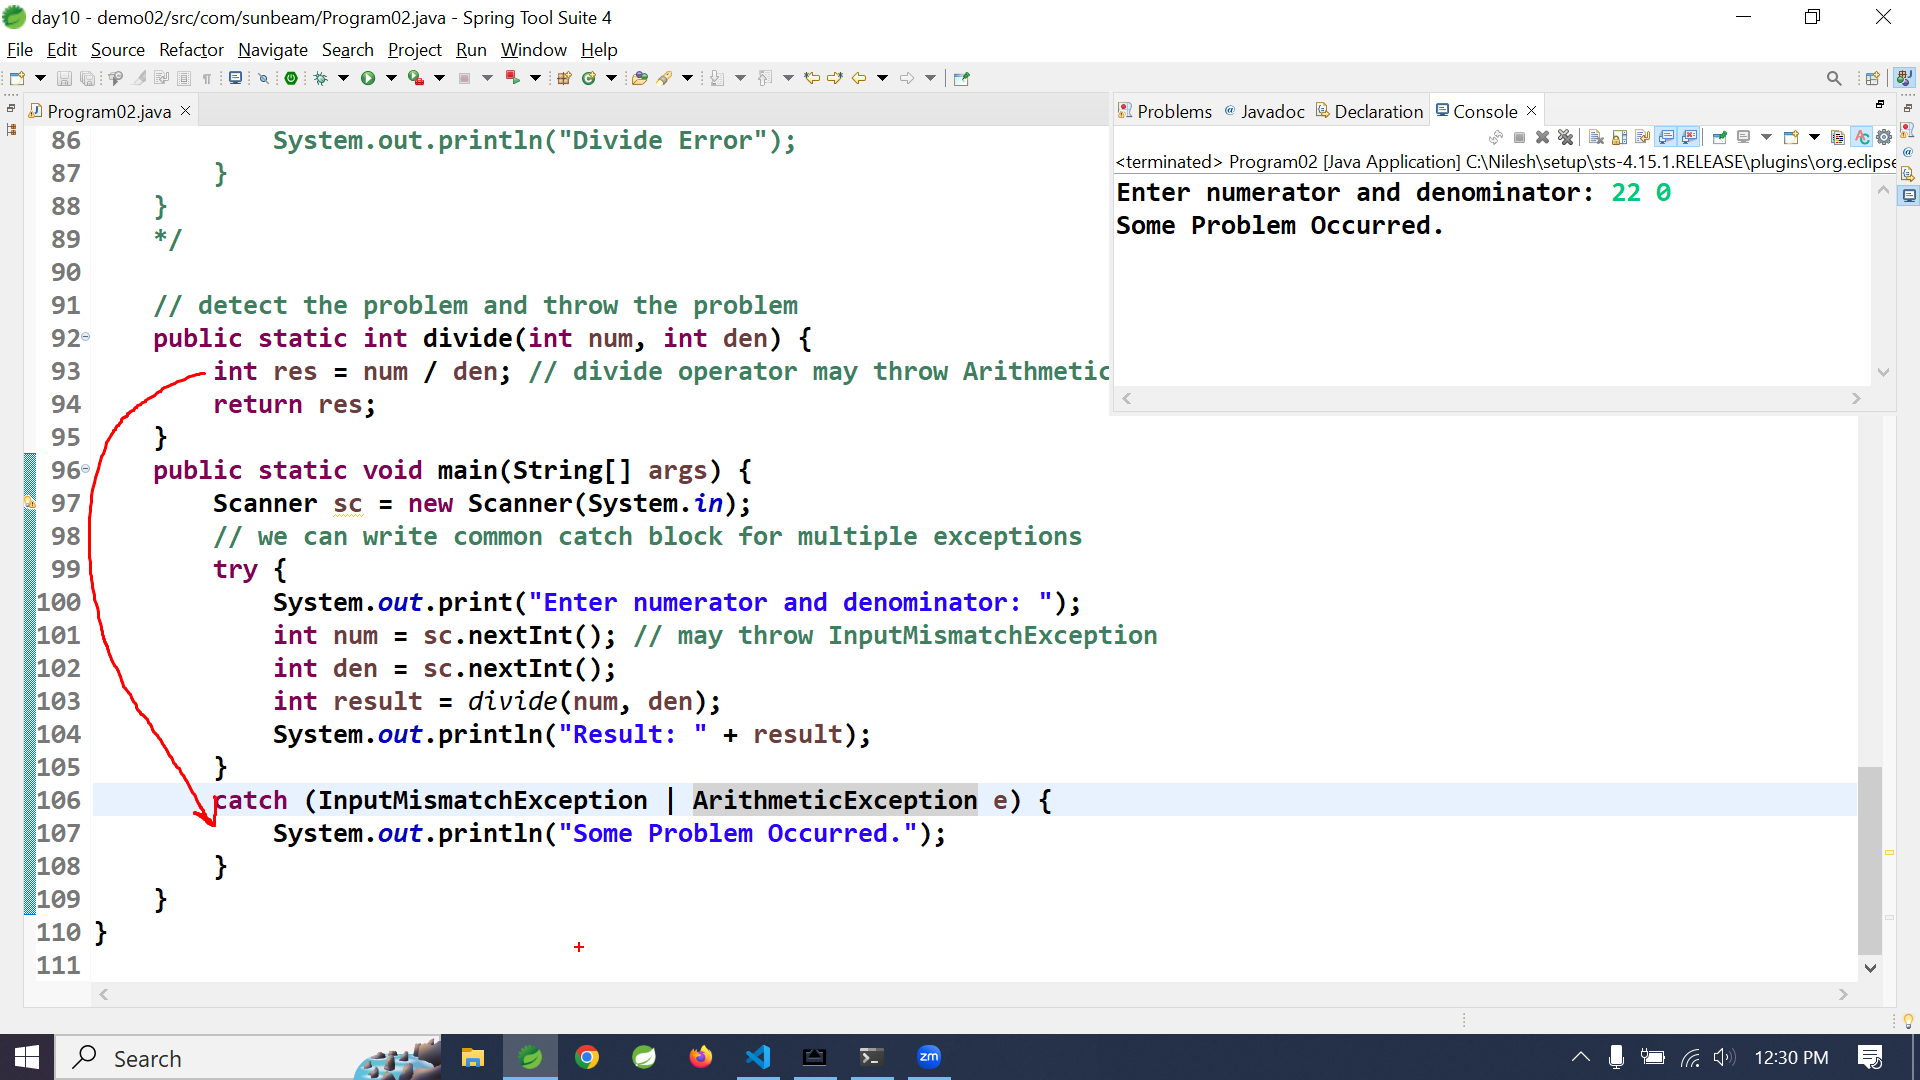 day10 - demo02/src/com/sunbeam/Program02.java - Spring Tool Suite 4
File Edit Source Refactor Navigate Search Project Run Window Help
Program02.java
86 System.out.println("Divide Error");
87 }
88 }
89 */
90
91 // detect the problem and throw the problem
92 public static int divide(int num, int den) {
93 int res = num / den; // divide operator may throw Arithmetic
94 return res;
95 }
96 public static void main(String[] args) {
97 Scanner sc = new Scanner(System.in);
98 // we can write common catch block for multiple exceptions
99 try {
100 System.out.print("Enter numerator and denominator: ");
101 int num = sc.nextInt(); // may throw InputMismatchException
102 int den = sc.nextInt();
103 int result = divide(num, den);
104 System.out.println("Result: " + result);
105 }
106 catch (InputMismatchException | ArithmeticException e) {
107 System.out.println("Some Problem Occurred.");
108 }
109 }
110 }
111
Problems Javadoc Declaration Console
<terminated> Program02 [Java Application] C:\Nilesh\setup\sts-4.15.1.RELEASE\plugins\org.eclipse
Enter numerator and denominator: 22 0
Some Problem Occurred.
Search
zm
12:30 PM